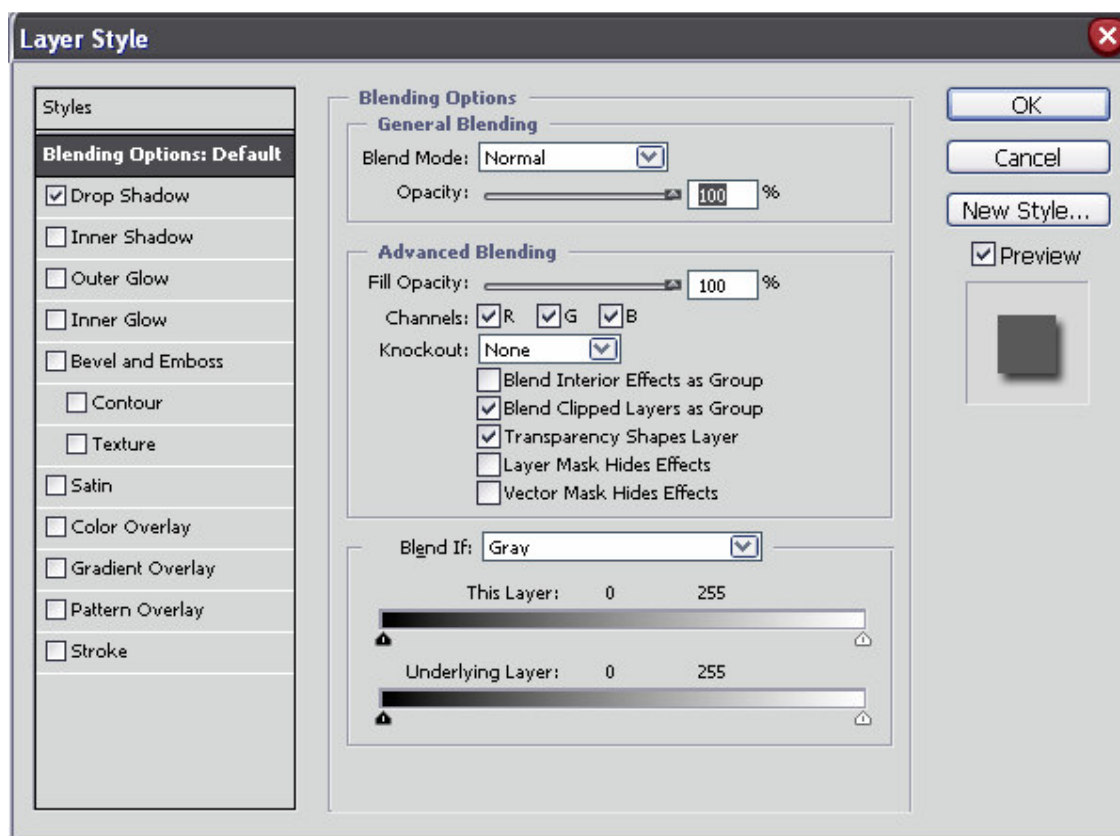 Layer Style
Styles
Blending Options: Default
Drop Shadow
Inner Shadow
Outer Glow
Inner Glow
Bevel and Emboss
Contour
Texture
Satin
Color Overlay
Gradient Overlay
Pattern Overlay
Stroke
Blending Options
General Blending
Blend Mode: Normal
Opacity: 100 %
Advanced Blending
Fill Opacity: 100 %
Channels: R G B
Knockout: None
Blend Interior Effects as Group
Blend Clipped Layers as Group
Transparency Shapes Layer
Layer Mask Hides Effects
Vector Mask Hides Effects
Blend If: Gray
This Layer: 0 255
Underlying Layer: 0 255
OK
Cancel
New Style...
Preview